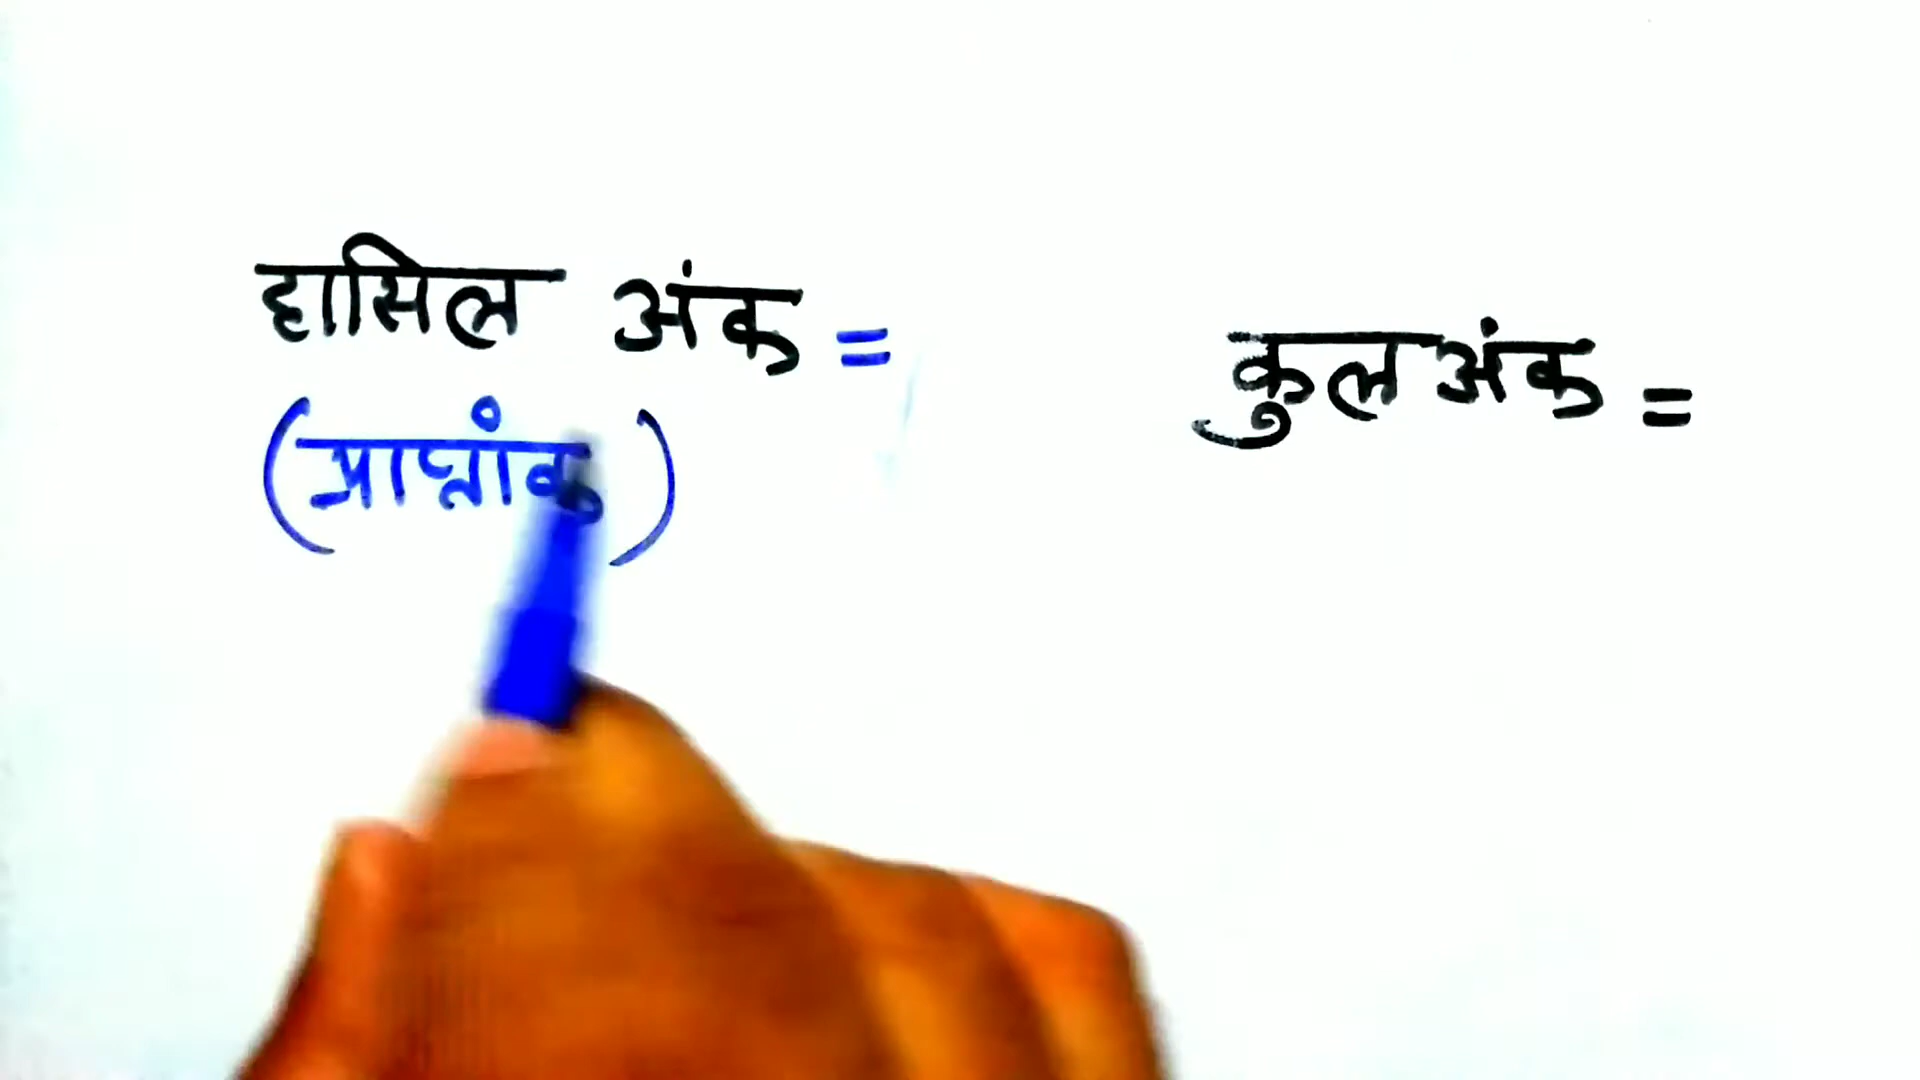 हासिल अंक =
(प्राप्तांक)
कुल अंक =